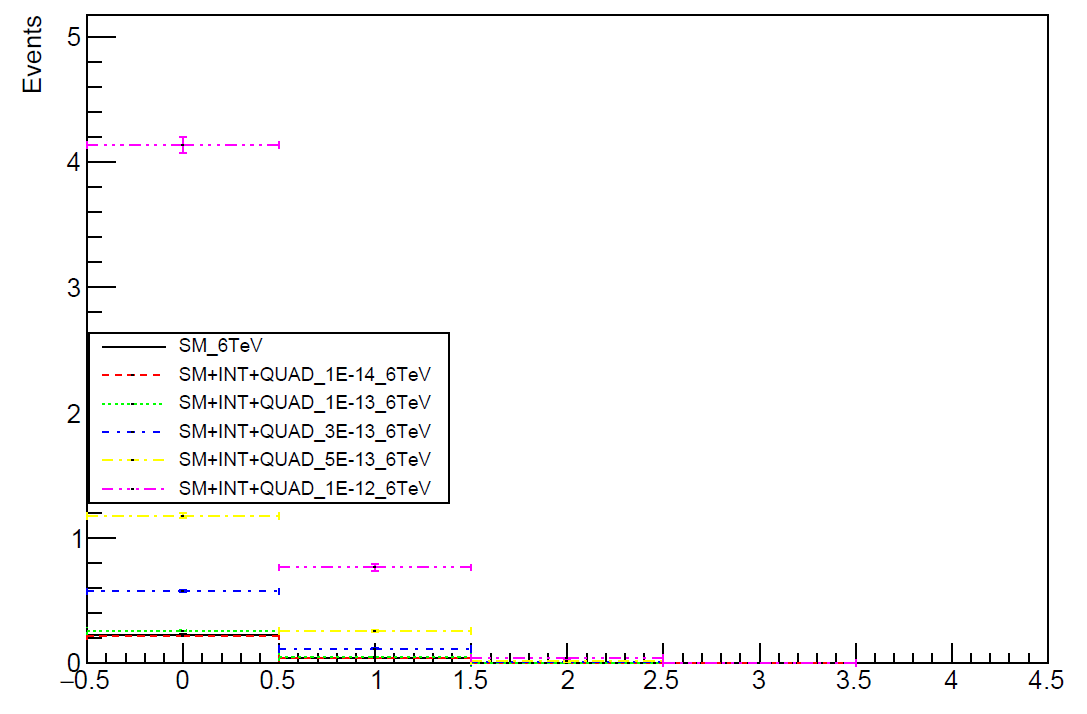 Events
5
4
3
2
1
0
SM_6TeV
SM+INT+QUAD_1E-14_6TeV
SM+INT+QUAD_1E-13_6TeV
SM+INT+QUAD_3E-13_6TeV
SM+INT+QUAD_5E-13_6TeV
SM+INT+QUAD_1E-12_6TeV
−0.5 0 0.5 1 1.5 2 2.5 3 3.5 4 4.5